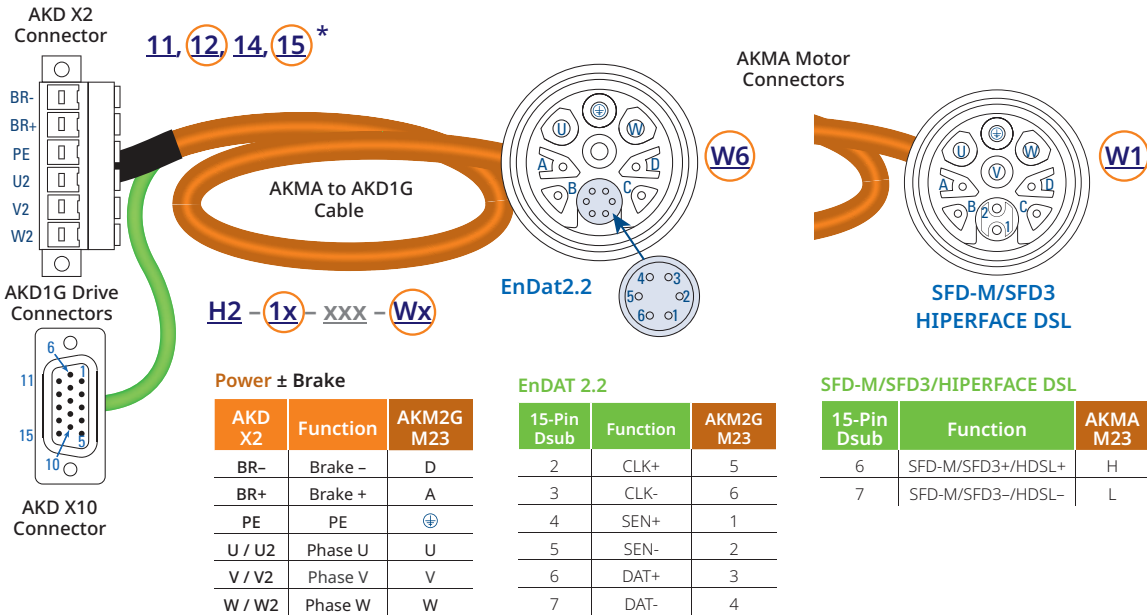 AKD X2
Connector
11, 12, 14, 15 *
BR-
BR+
PE
U2
V2
W2
AKMA to AKD1G
Cable
U
W
A
D
B
C
W6
EnDat2.2
4 3
5 2
6 1
AKMA Motor
Connectors
U
W
V
A
D
B
C
2
1
W1
SFD-M/SFD3
HIPERFACE DSL
AKD1G Drive
Connectors
H2 – 1x – xxx – Wx
6
1
11
15
5
10
AKD X10
Connector
Power ± Brake
AKD X2 Function AKM2G M23
BR– Brake – D
BR+ Brake + A
PE PE
U / U2 Phase U U
V / V2 Phase V V
W / W2 Phase W W
EnDAT 2.2
15-Pin Dsub Function AKM2G M23
2 CLK+ 5
3 CLK- 6
4 SEN+ 1
5 SEN- 2
6 DAT+ 3
7 DAT- 4
SFD-M/SFD3/HIPERFACE DSL
15-Pin Dsub Function AKMA M23
6 SFD-M/SFD3+/HDSL+ H
7 SFD-M/SFD3–/HDSL– L